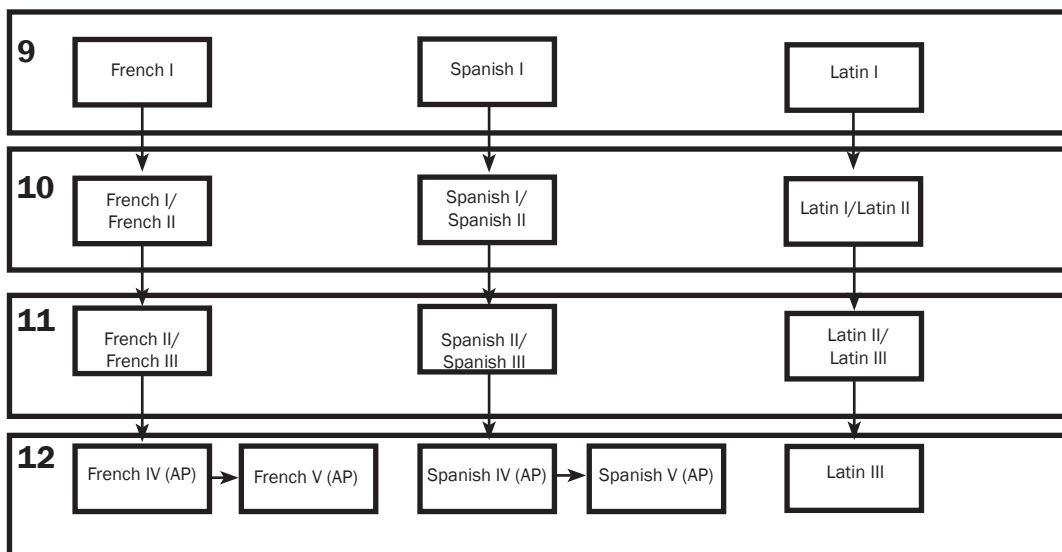 9
French I
Spanish I
Latin I
10
French I/
French II
Spanish I/
Spanish II
Latin I/Latin II
11
French II/
French III
Spanish II/
Spanish III
Latin II/
Latin III
12
French IV (AP)
French V (AP)
Spanish IV (AP)
Spanish V (AP)
Latin III